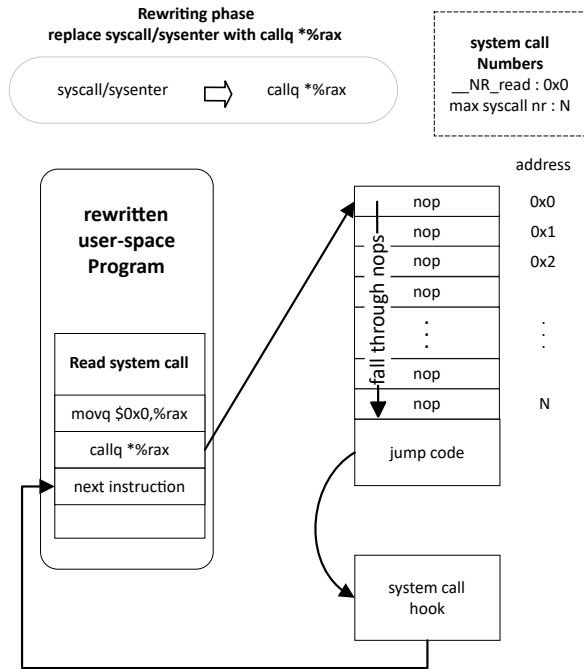 Rewriting phase
replace syscall/sysenter with callq *%rax
syscall/sysenter
callq *%rax
system call
Numbers
__NR_read : 0x0
max syscall nr : N
rewritten
user-space
Program
Read system call
movq $0x0,%rax
callq *%rax
next instruction
address
nop 0x0
nop 0x1
nop 0x2
nop
fall through nops
nop
nop N
jump code
system call
hook